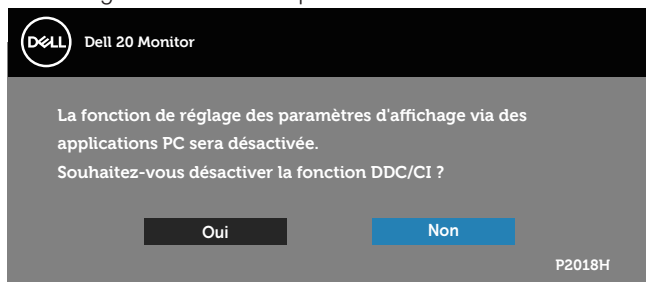 DELL
Dell 20 Monitor
La fonction de réglage des paramètres d'affichage via des
applications PC sera désactivée.
Souhaitez-vous désactiver la fonction DDC/CI ?
Oui Non
P2018H